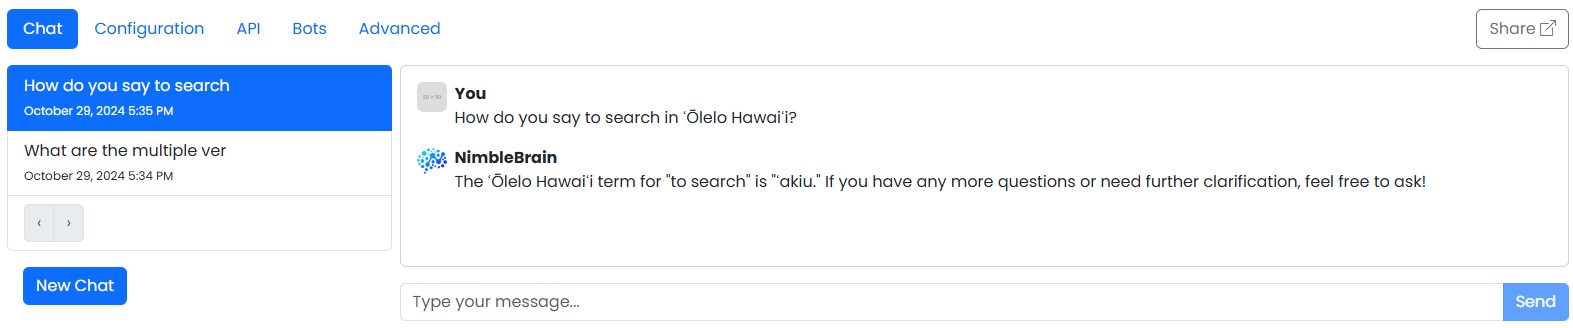 Chat Configuration API Bots Advanced Share
How do you say to search
October 29, 2024 5:35 PM
What are the multiple ver
October 29, 2024 5:34 PM
‹ ›
New Chat
You
How do you say to search in ʻŌlelo Hawaiʻi?
NimbleBrain
The ʻŌlelo Hawaiʻi term for "to search" is "ʻakiu." If you have any more questions or need further clarification, feel free to ask!
Type your message...
Send